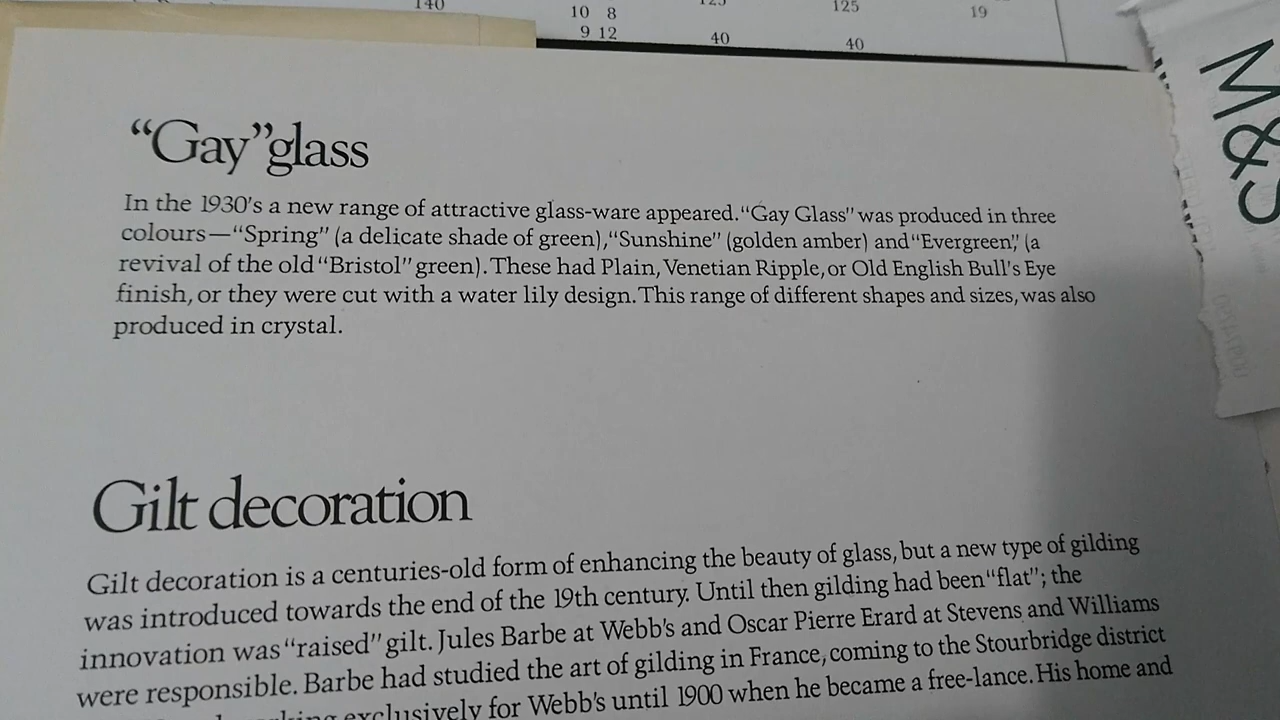 140
10 8
125
125
19
9 12
40
40
M&S
“Gay” glass
In the 1930's a new range of attractive glass-ware appeared. “Gay Glass” was produced in three
colours—“Spring” (a delicate shade of green), “Sunshine” (golden amber) and “Evergreen”, (a
revival of the old “Bristol” green). These had Plain, Venetian Ripple, or Old English Bull's Eye
finish, or they were cut with a water lily design. This range of different shapes and sizes, was also
produced in crystal.
Gilt decoration
Gilt decoration is a centuries-old form of enhancing the beauty of glass, but a new type of gilding
was introduced towards the end of the 19th century. Until then gilding had been “flat”; the
innovation was “raised” gilt. Jules Barbe at Webb's and Oscar Pierre Erard at Stevens and Williams
were responsible. Barbe had studied the art of gilding in France, coming to the Stourbridge district
exclusively for Webb's until 1900 when he became a free-lance. His home and